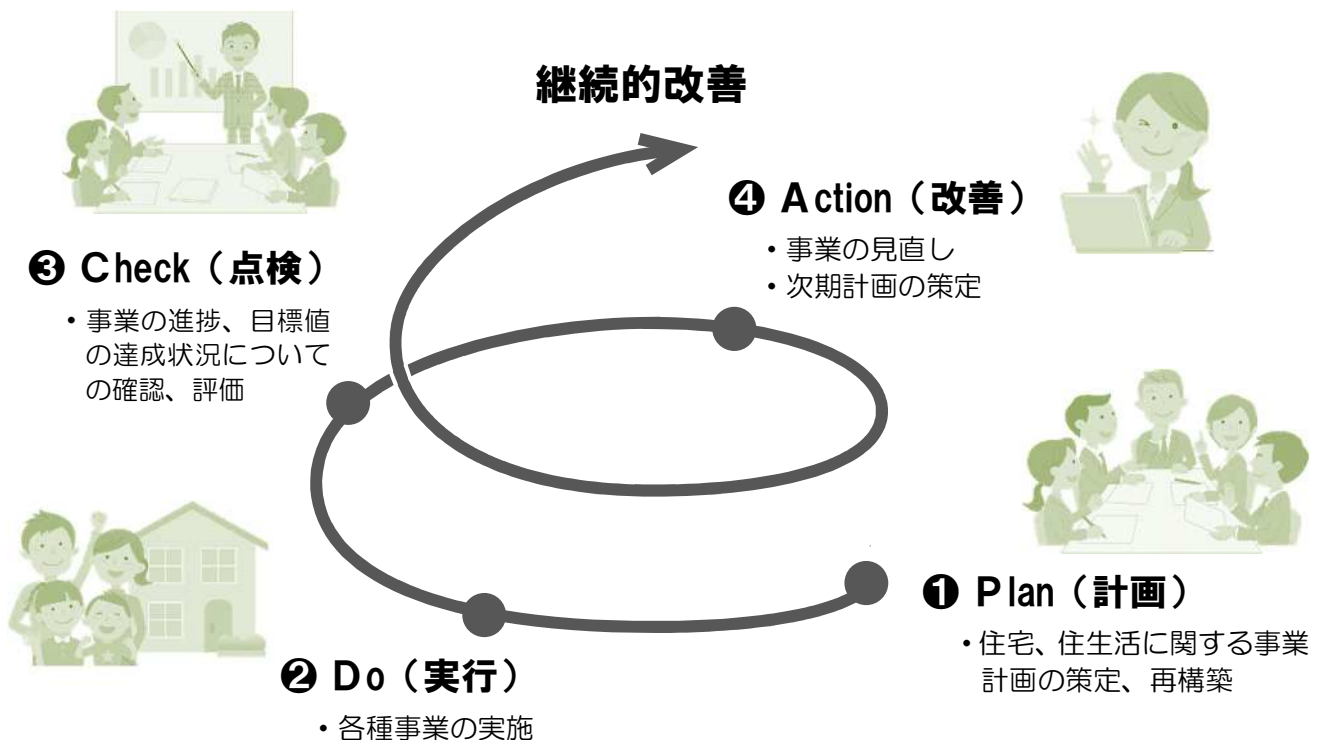 継続的改善
❹ Action（改善）
・事業の見直し
・次期計画の策定
❸ Check（点検）
・事業の進捗、目標値
の達成状況について
の確認、評価
❶ Plan（計画）
・住宅、住生活に関する事業
計画の策定、再構築
❷ Do（実行）
・各種事業の実施